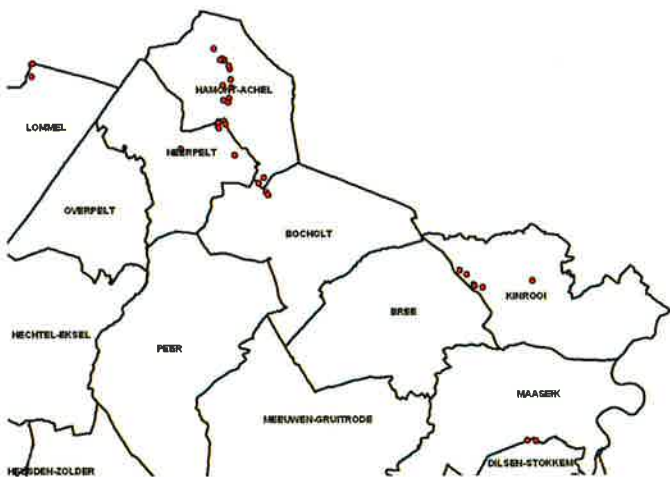 HAMONT-ACHEL
LOMMEL
NEERPELT
OVERPELT
BOCHOLT
KINROOI
BREE
HECHTEL-EKSEL
PEER
MAASEIK
MEEUWEN-GRUITRODE
DILSEN-STOKKEM
HEUSDEN-ZOLDER